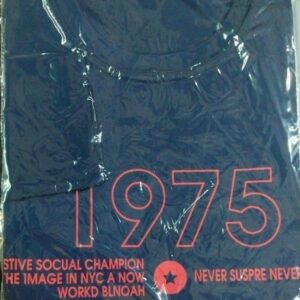 1975
STIVE SOCUAL CHAMPION
THE IMAGE IN NYC A NOW
WORKD BLNOAH
NEVER SUSPRE NEVER